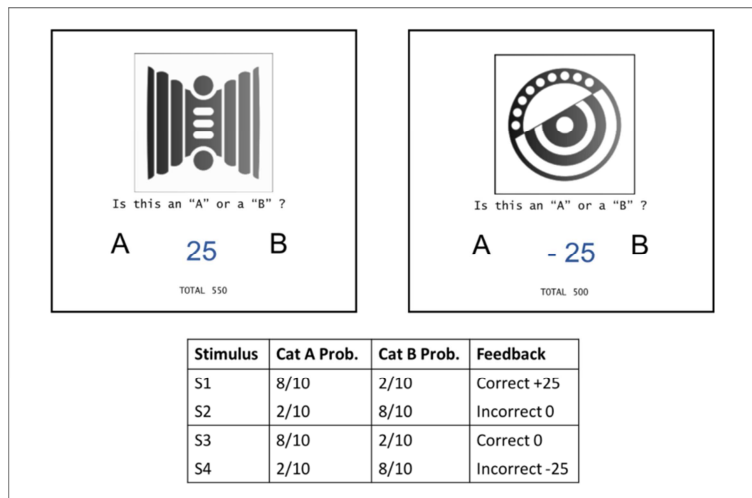 Is this an "A" or a "B" ?
A 25 B
TOTAL 550
Is this an "A" or a "B" ?
A - 25 B
TOTAL 500
Stimulus Cat A Prob. Cat B Prob. Feedback
S1 8/10 2/10 Correct +25
S2 2/10 8/10 Incorrect 0
S3 8/10 2/10 Correct 0
S4 2/10 8/10 Incorrect -25